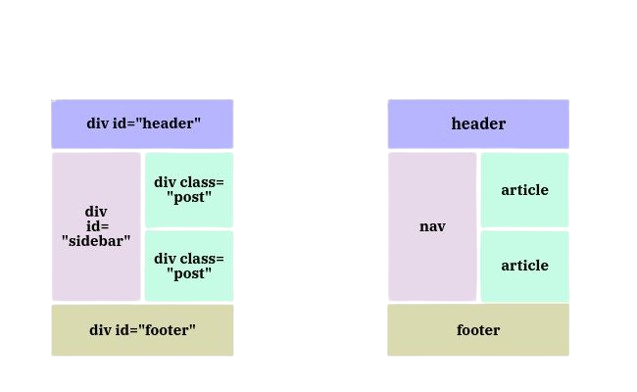 div id="header"
div
id=
"sidebar"
div class=
"post"
div class=
"post"
div id="footer"
header
nav
article
article
footer